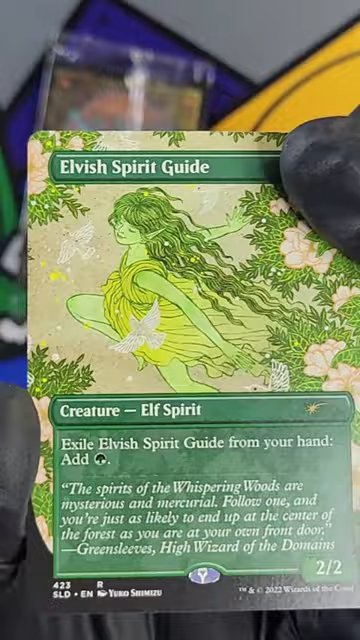 Elvish Spirit Guide
Creature — Elf Spirit
Exile Elvish Spirit Guide from your hand:
Add .
"The spirits of the Whispering Woods are
mysterious and mercurial. Follow one, and
you're just as likely to end up at the center of
the forest as you are at your own front door."
—Greensleeves, High Wizard of the Domains
2/2
423 R
SLD • EN Yuko Shimizu
™ & © 2022 Wizards of the Coast